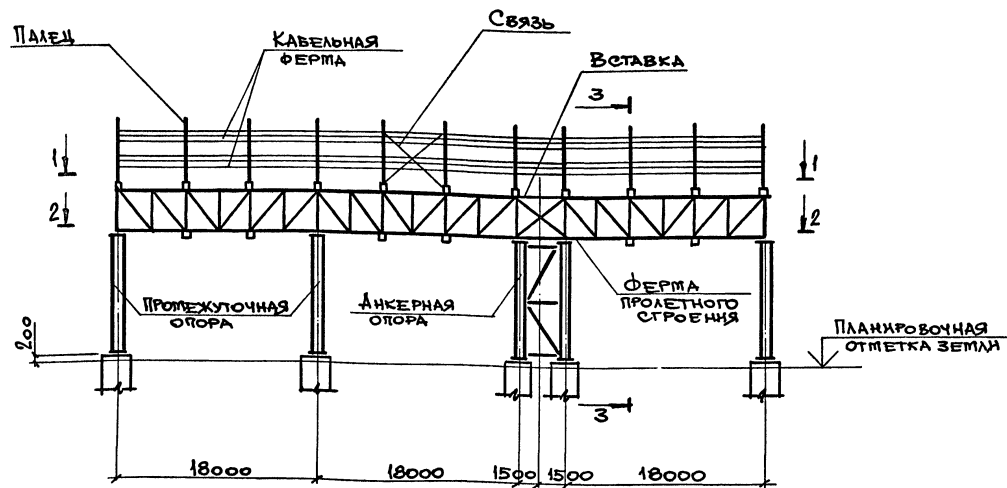 Связь
Палец
Кабельная
ферма
Вставка
3
1
1
2
2
Промежуточная
опора
Анкерная
опора
Ферма
пролетного
строения
200
Планировочная
отметка земли
3
18000
18000
1500
1500
18000